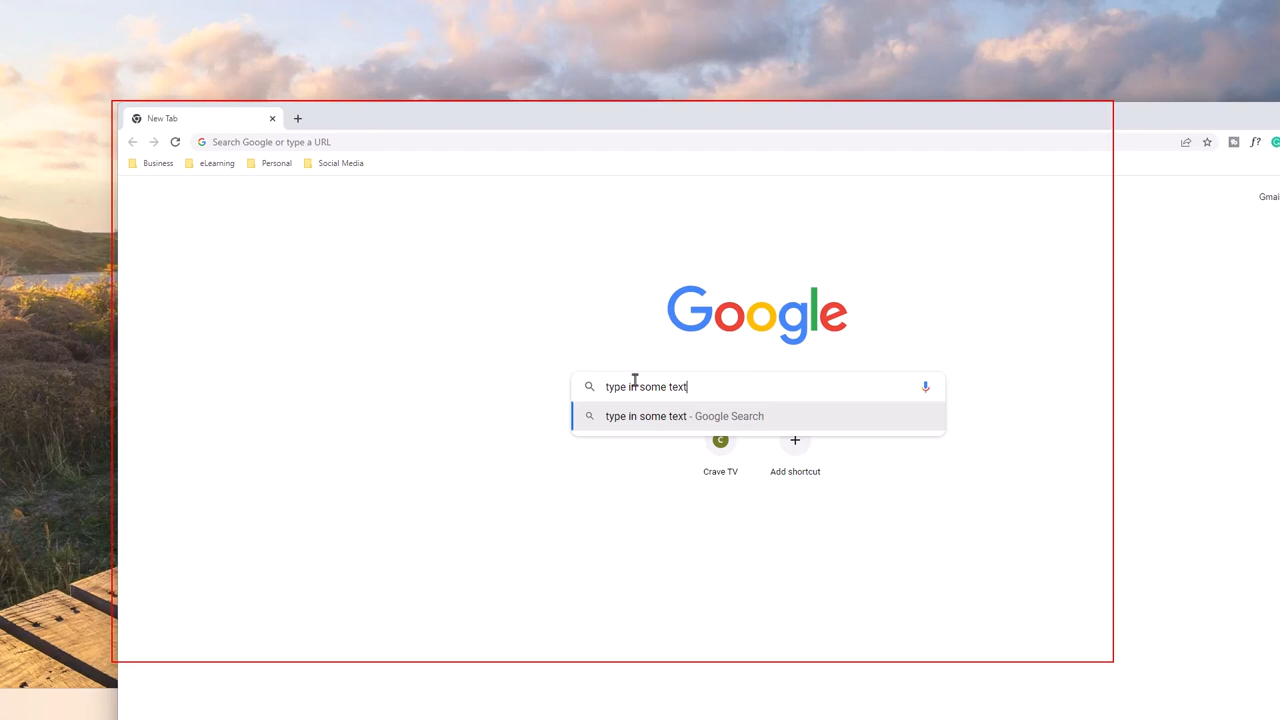 New Tab
Search Google or type a URL
f?
Business eLearning Personal Social Media
Google
type in some text
type in some text - Google Search
C
Crave TV Add shortcut